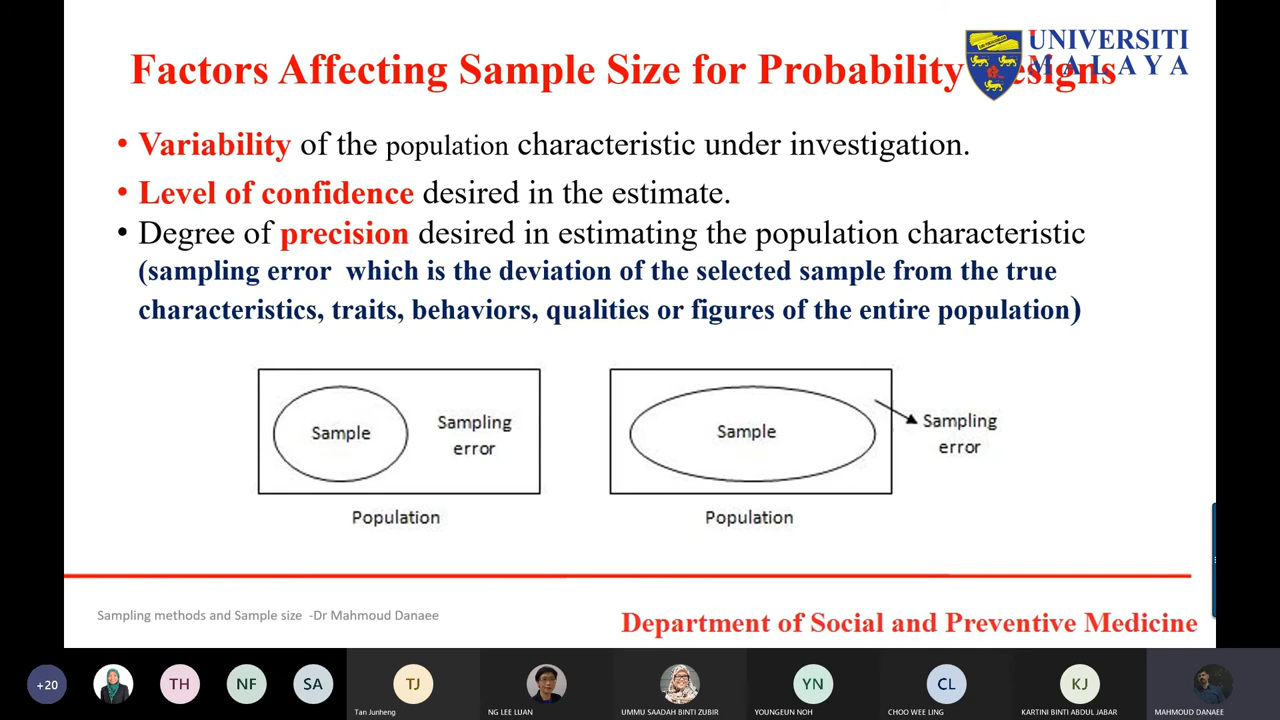 UNIVERSITI
MALAYA
Factors Affecting Sample Size for Probability Designs
• Variability of the population characteristic under investigation.
• Level of confidence desired in the estimate.
• Degree of precision desired in estimating the population characteristic
(sampling error which is the deviation of the selected sample from the true
characteristics, traits, behaviors, qualities or figures of the entire population)
Sample
Sampling
error
Population
Sample
Sampling
error
Population
Sampling methods and Sample size -Dr Mahmoud Danaee
Department of Social and Preventive Medicine
+20
TH
NF
SA
TJ
Tan Junheng
NG LEE LUAN
UMMU SAADAH BINTI ZUBIR
YN
YOUNGEUN NOH
CL
CHOO WEE LING
KJ
KARTINI BINTI ABDUL JABAR
MAHMOUD DANAEE